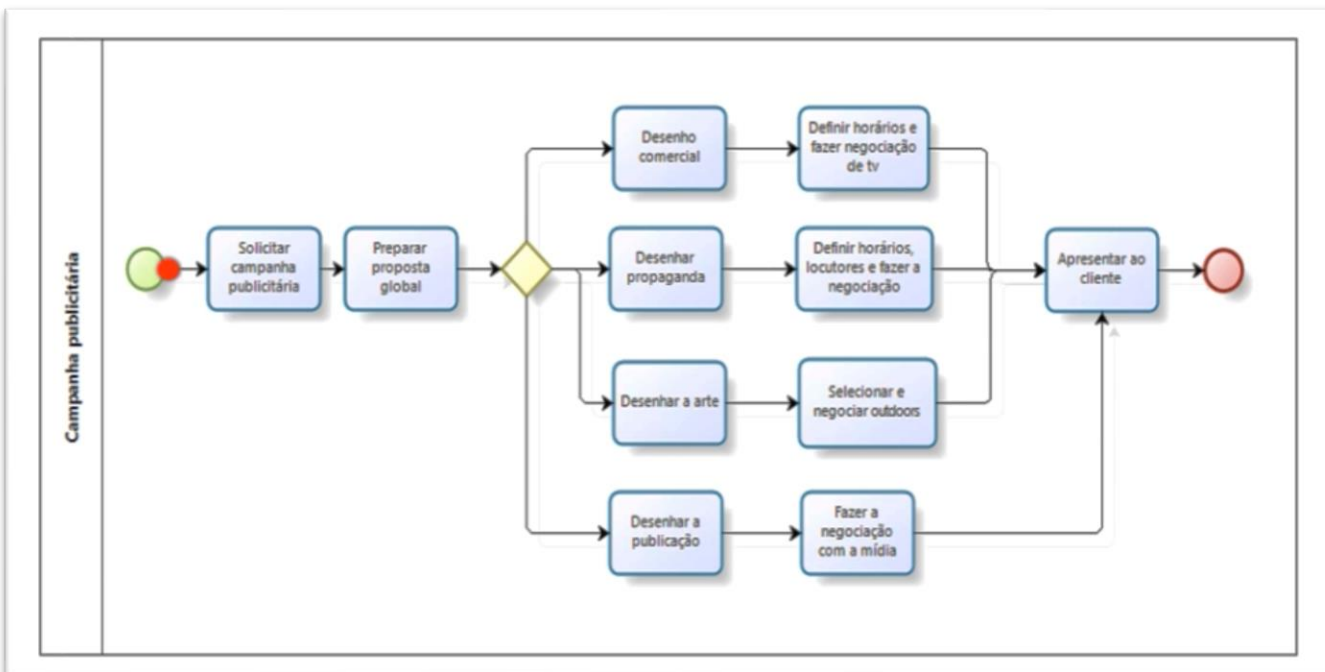 Campanha publicitária
Solicitar
campanha
publicitária
Preparar
proposta
global
Desenho
comercial
Definir horários e
fazer negociação
de tv
Desenhar
propaganda
Definir horários,
locutores e fazer a
negociação
Desenhar a arte
Selecionar e
negociar outdoors
Desenhar a
publicação
Fazer a
negociação
com a mídia
Apresentar ao
cliente